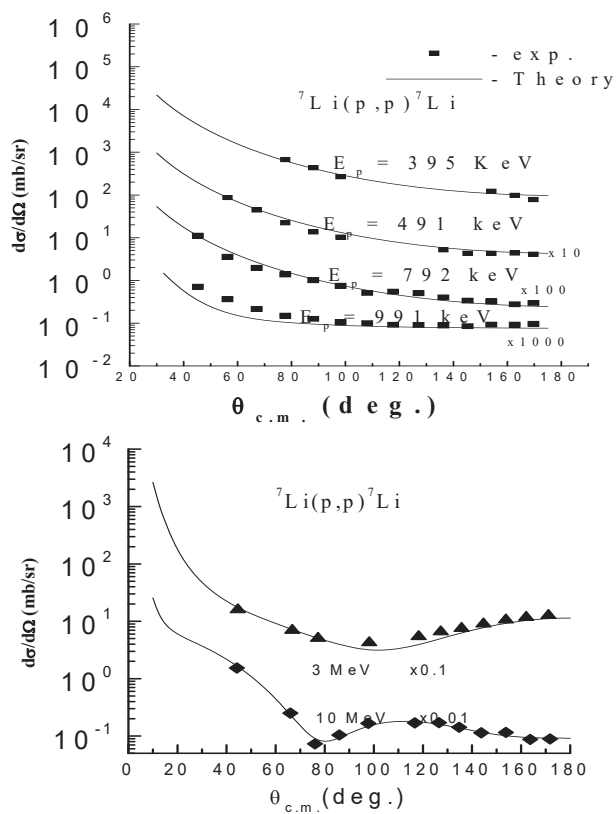 10^6
10^5
10^4
10^3
10^2
10^1
10^0
10^-1
10^-2
dσ/dΩ (mb/sr)
- exp.
- Theory
^7Li(p,p)^7Li
E_p = 395 KeV
E_p = 491 keV
x10
E_p = 792 keV
x100
E_p = 991 keV
x1000
20 40 60 80 100 120 140 160 180
θ_c.m. (deg.)
10^4
10^3
10^2
10^1
10^0
10^-1
dσ/dΩ (mb/sr)
^7Li(p,p)^7Li
3 MeV x0.1
10 MeV x0.01
0 20 40 60 80 100 120 140 160 180
θ_c.m. (deg.)